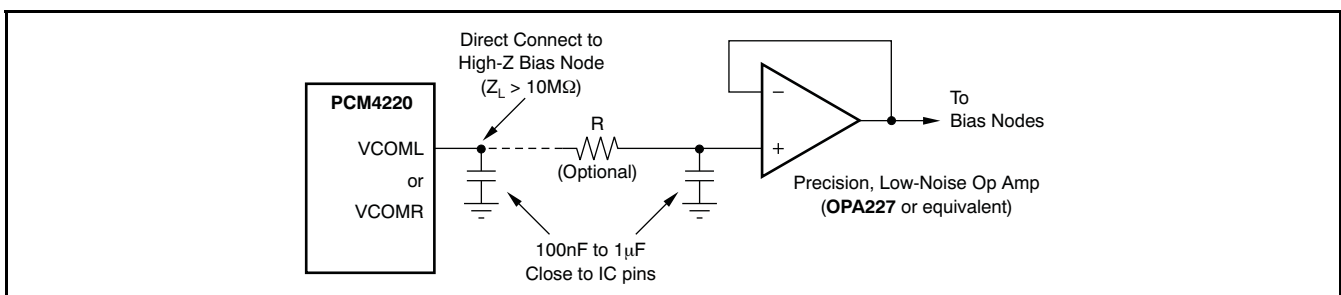 Direct Connect to
High-Z Bias Node
(ZL > 10MΩ)
PCM4220
VCOML
or
VCOMR
R
(Optional)
100nF to 1μF
Close to IC pins
−
+
To
Bias Nodes
Precision, Low-Noise Op Amp
(OPA227 or equivalent)